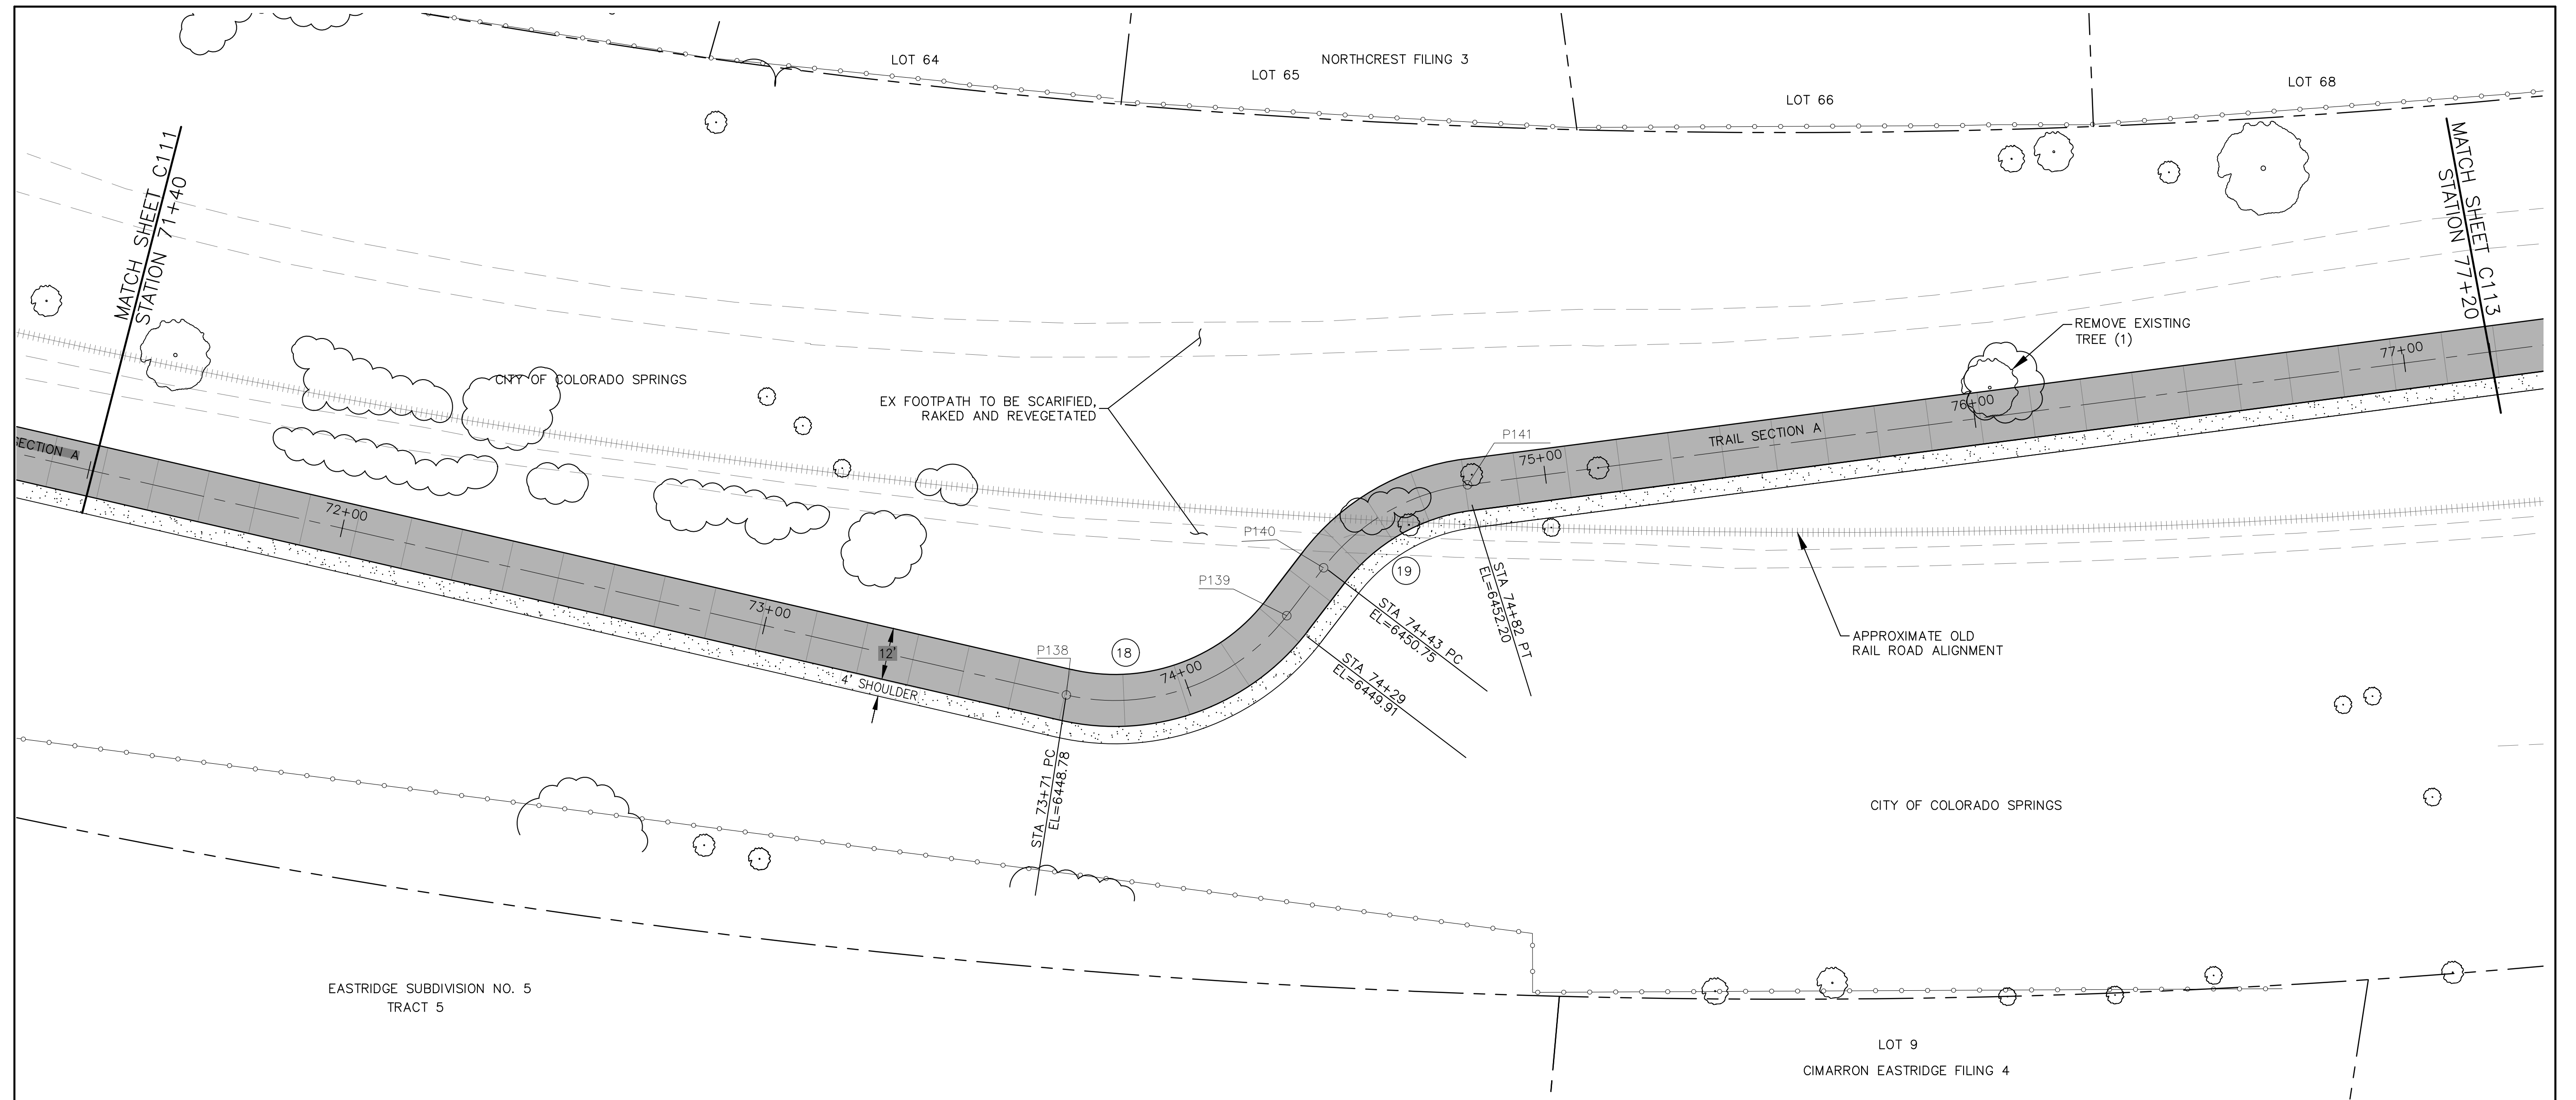 LOT 64
LOT 65
NORTHCREST FILING 3
LOT 66
LOT 68
MATCH SHEET C111
STATION 71+40
MATCH SHEET C113
STATION 77+20
REMOVE EXISTING
TREE (1)
CITY OF COLORADO SPRINGS
EX FOOTPATH TO BE SCARIFIED,
RAKED AND REVEGETATED
77+00
76+00
TRAIL SECTION A
P141
75+00
SECTION A
72+00
P140
19
STA 74+82 PT
EL=6452.20
P139
STA 74+43 PC
EL=6450.75
73+00
12'
4' SHOULDER
P138
18
74+00
STA 74+29
EL=6449.91
APPROXIMATE OLD
RAIL ROAD ALIGNMENT
STA 73+71 PC
EL=6448.78
CITY OF COLORADO SPRINGS
EASTRIDGE SUBDIVISION NO. 5
TRACT 5
LOT 9
CIMARRON EASTRIDGE FILING 4